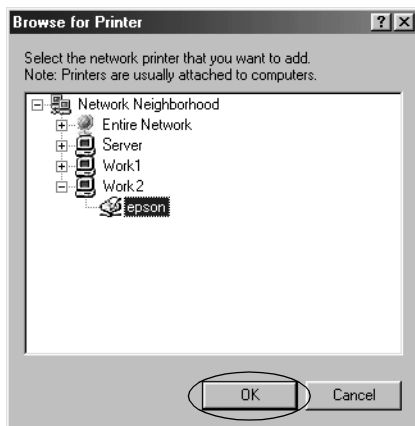 Browse for Printer
Select the network printer that you want to add.
Note: Printers are usually attached to computers.
Network Neighborhood
Entire Network
Server
Work1
Work2
epson
OK Cancel